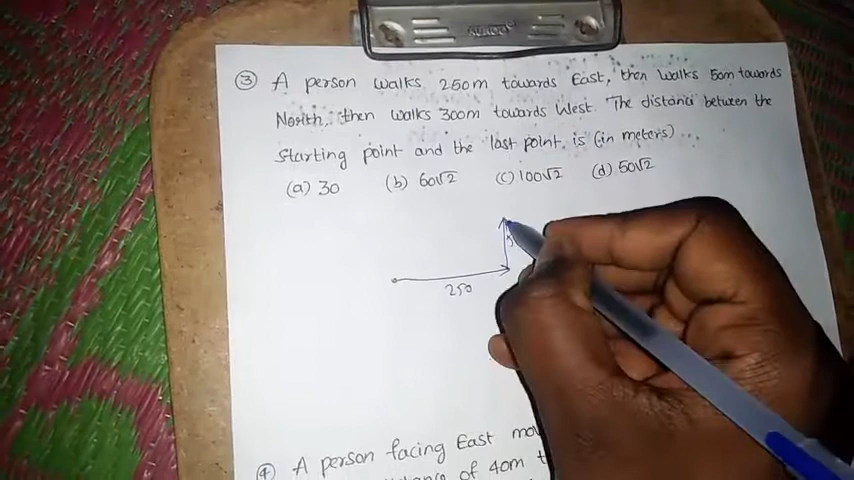 ③ A person walks 250m towards East, then walks 50m towards
North, then walks 300m towards West. The distance between the
Starting point and the last point is (in meters)...
(a) 30 (b) 60√2 (c) 100√2 (d) 50√2
250
④ A person facing East
distance of 40m